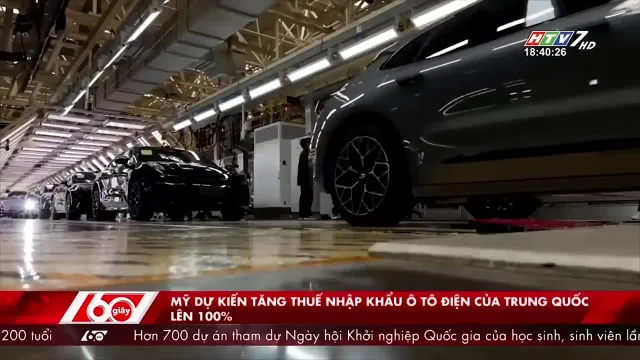 HTV7 HD
18:40:26
60 giây
MỸ DỰ KIẾN TĂNG THUẾ NHẬP KHẨU Ô TÔ ĐIỆN CỦA TRUNG QUỐC
LÊN 100%
200 tuổi 60 Hơn 700 dự án tham dự Ngày hội Khởi nghiệp Quốc gia của học sinh, sinh viên lần